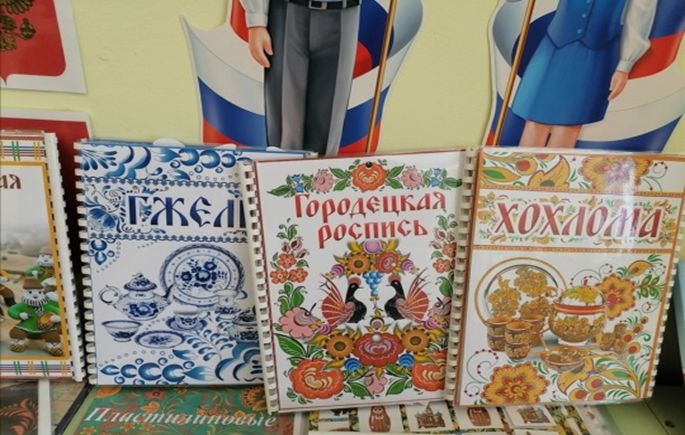 ГЖЕЛЬ
ГОРОДЕЦКАЯ
РОСПИСЬ
ХОХЛОМА
Пластилиновые